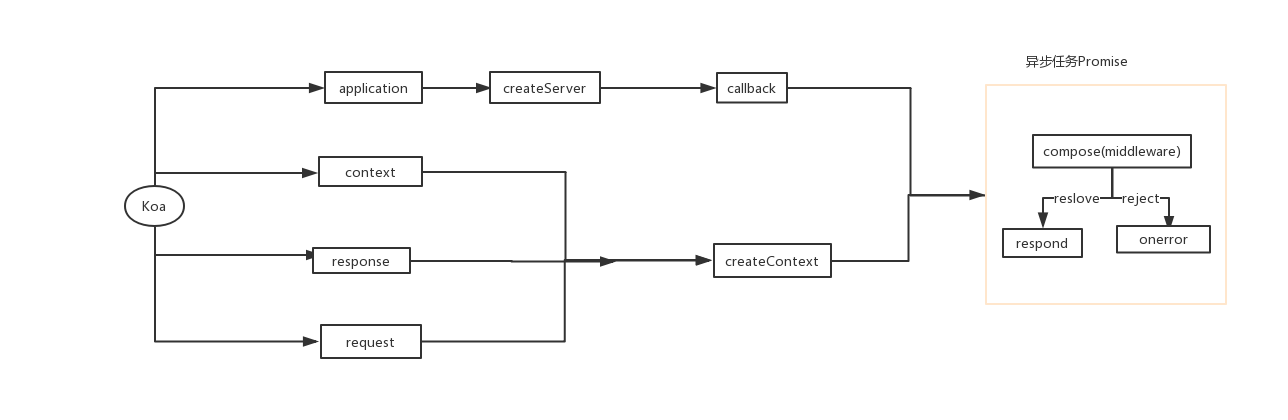 异步任务Promise
application
createServer
callback
compose(middleware)
context
Koa
reslove
reject
respond
onerror
response
createContext
request